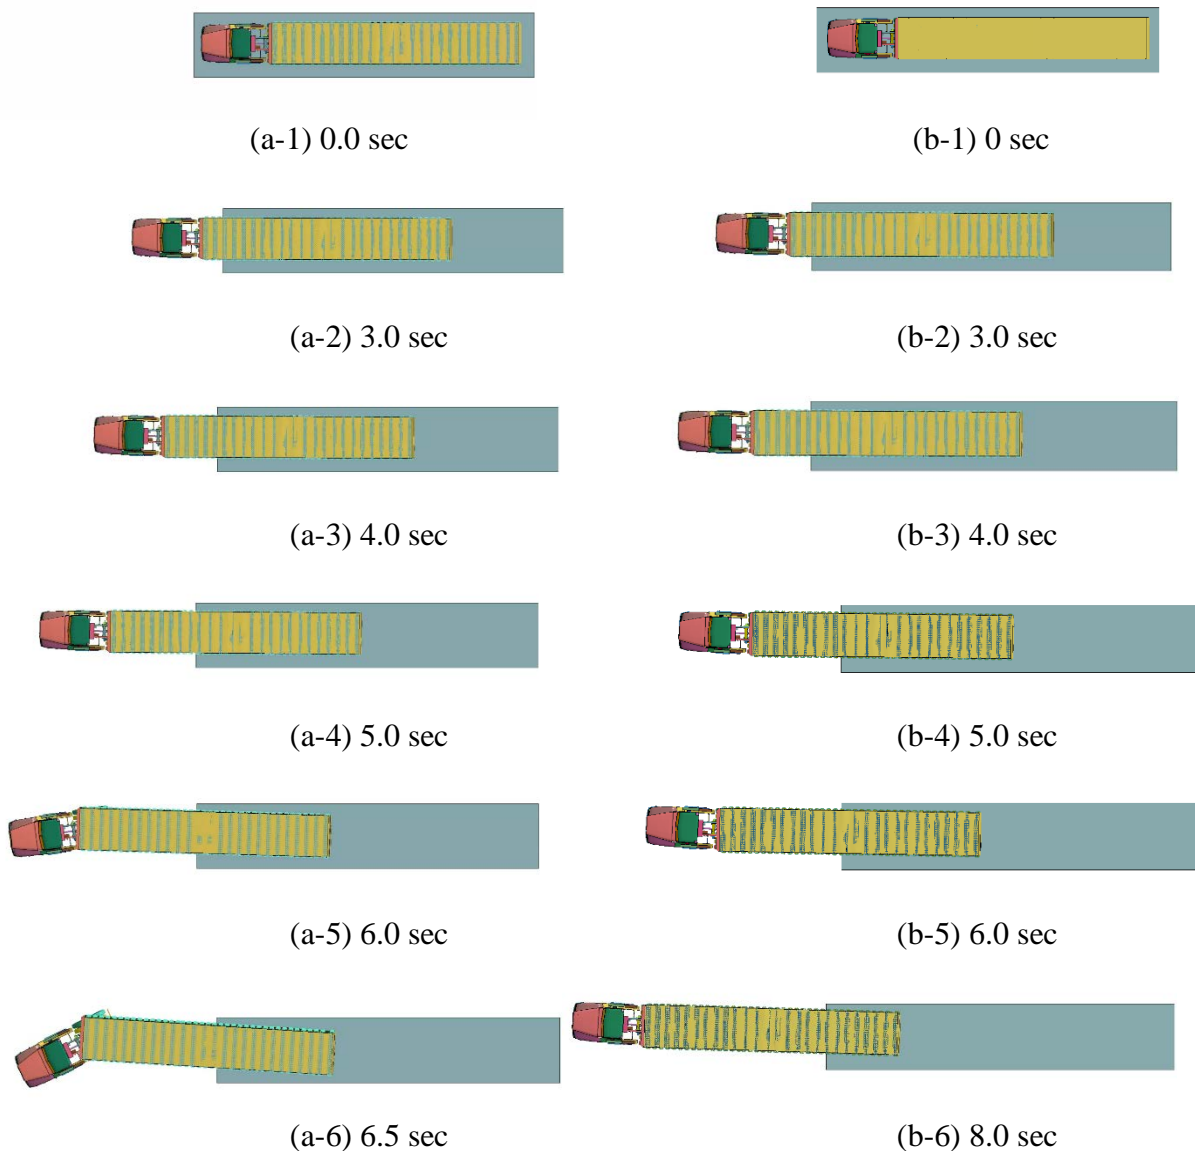 (a-1) 0.0 sec
(b-1) 0 sec
(a-2) 3.0 sec
(b-2) 3.0 sec
(a-3) 4.0 sec
(b-3) 4.0 sec
(a-4) 5.0 sec
(b-4) 5.0 sec
(a-5) 6.0 sec
(b-5) 6.0 sec
(a-6) 6.5 sec
(b-6) 8.0 sec